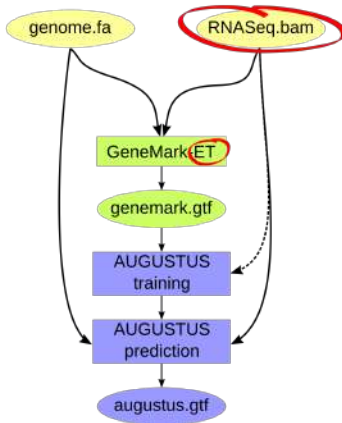 genome.fa
RNASeq.bam
GeneMark-ET
genemark.gtf
AUGUSTUS
training
AUGUSTUS
prediction
augustus.gtf